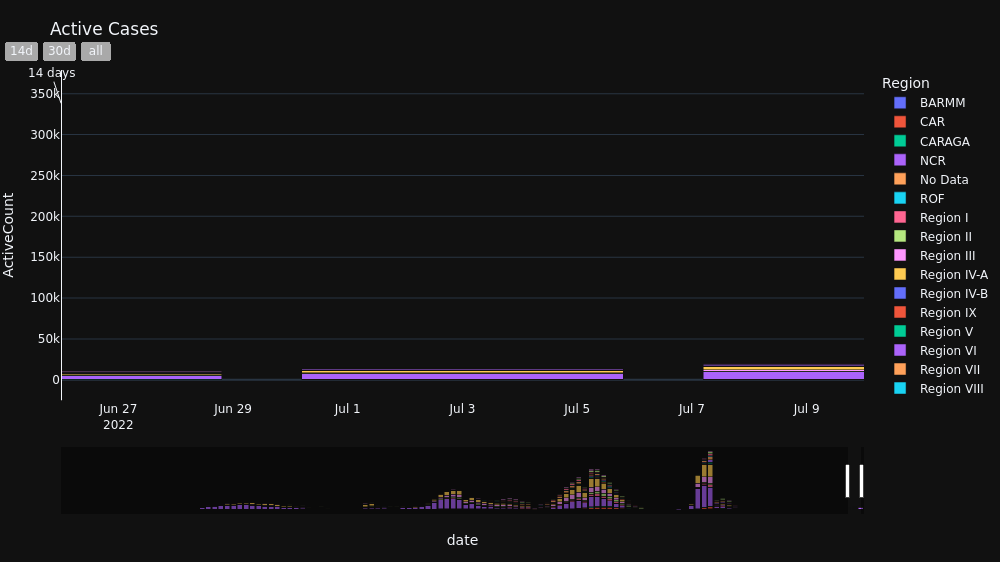 Active Cases
14d 30d all
14 days
350k
300k
250k
200k
150k
100k
50k
0
ActiveCount
Jun 27 Jun 29 Jul 1 Jul 3 Jul 5 Jul 7 Jul 9
2022
date
Region
BARMM
CAR
CARAGA
NCR
No Data
ROF
Region I
Region II
Region III
Region IV-A
Region IV-B
Region IX
Region V
Region VI
Region VII
Region VIII